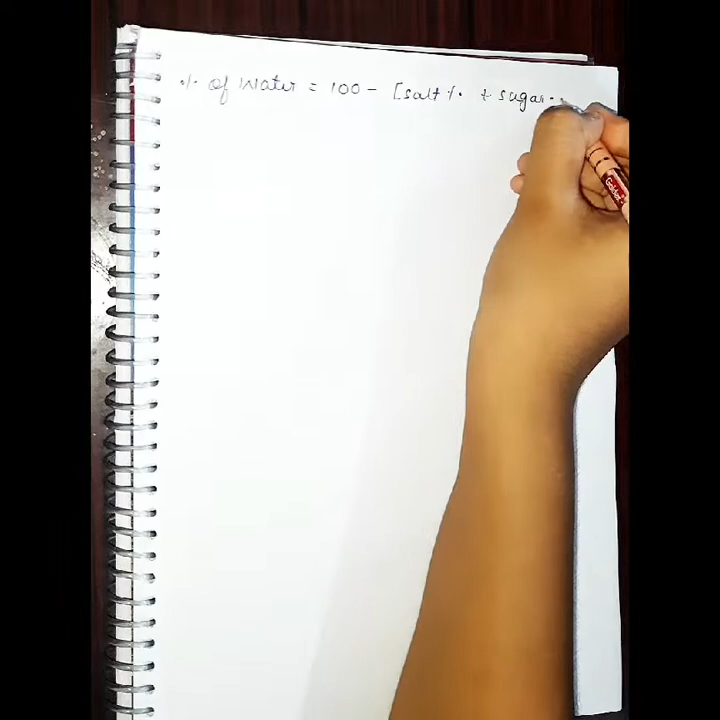 % of Water = 100 - [salt % + sugar %